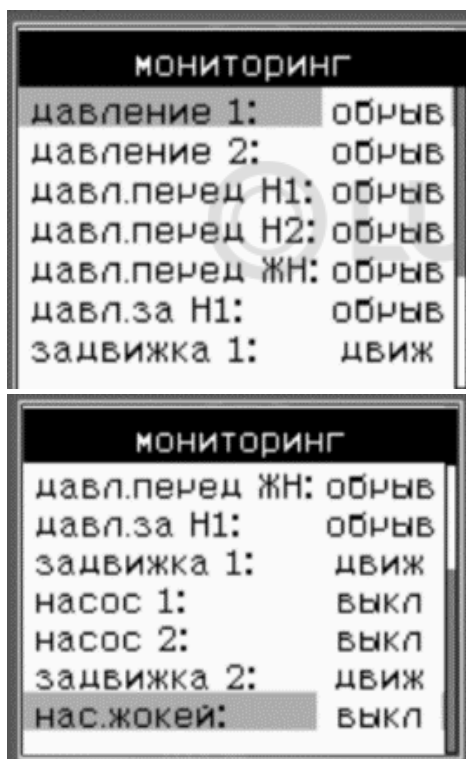 мониторинг
давление 1: обрыв
давление 2: обрыв
давл.перед Н1: обрыв
давл.перед Н2: обрыв
давл.перед ЖН: обрыв
давл.за Н1: обрыв
задвижка 1: движ
мониторинг
давл.перед ЖН: обрыв
давл.за Н1: обрыв
задвижка 1: движ
насос 1: выкл
насос 2: выкл
задвижка 2: движ
нас.жокей: выкл